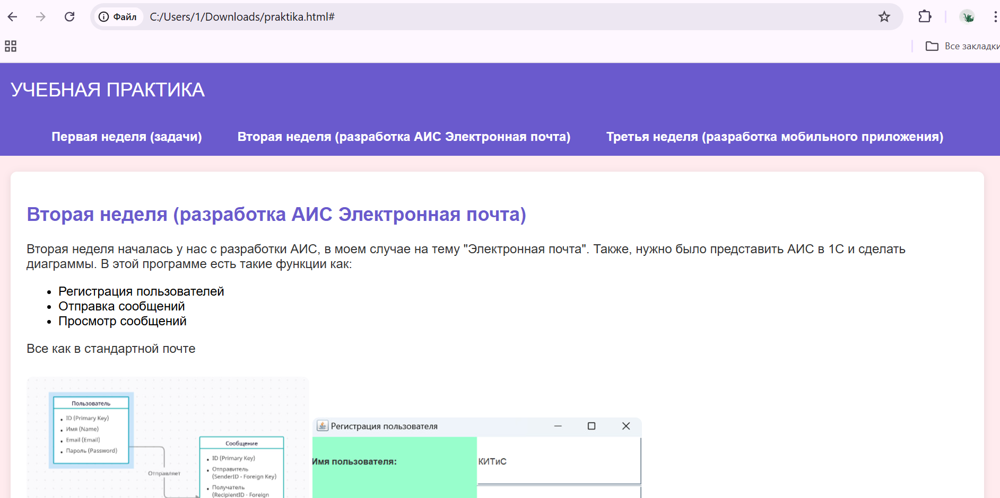 Файл C:/Users/1/Downloads/praktika.html#
Все закладки
УЧЕБНАЯ ПРАКТИКА
Первая неделя (задачи) Вторая неделя (разработка АИС Электронная почта) Третья неделя (разработка мобильного приложения)
Вторая неделя (разработка АИС Электронная почта)
Вторая неделя началась у нас с разработки АИС, в моем случае на тему "Электронная почта". Также, нужно было представить АИС в 1С и сделать
диаграммы. В этой программе есть такие функции как:
• Регистрация пользователей
• Отправка сообщений
• Просмотр сообщений
Все как в стандартной почте
Пользователь
• ID (Primary Key)
• Имя (Name)
• Email (Email)
• Пароль (Password)
Отправляет
Сообщение
• ID (Primary Key)
• Отправитель
(SenderID - Foreign Key)
• Получатель
(RecipientID - Foreign
Регистрация пользователя
Имя пользователя: КИТиС